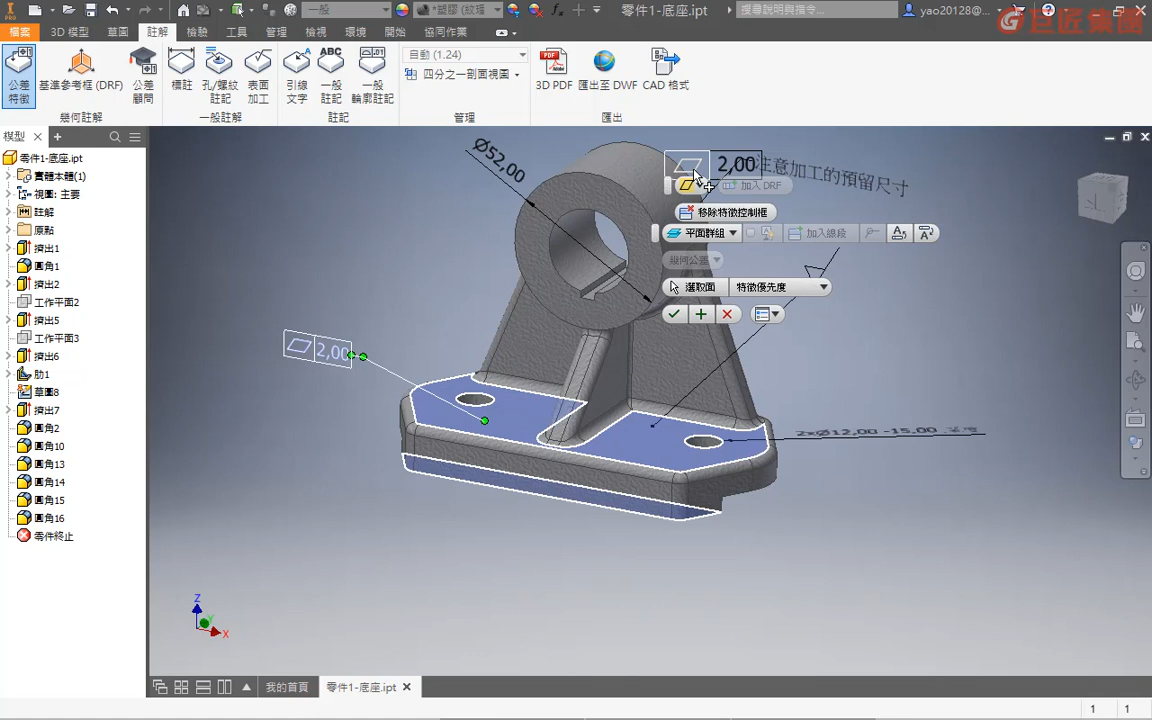 PRO
一般
*塑膠 (紋理
零件1-底座.ipt
搜尋說明與指令...
yao20128@...
巨匠集團
檔案
3D 模型
草圖
註解
檢驗
工具
管理
檢視
環境
開始
協同作業
公差
特徵
基準參考框 (DRF)
公差
顧問
標註
孔/螺紋
註記
表面
加工
引線
文字
ABC
一般
註記
一般
輪廓註記
自動 (1.24)
四分之一剖面視圖
3D PDF
匯出至 DWF
CAD 格式
幾何註解
一般註解
註記
管理
匯出
模型
零件1-底座.ipt
實體本體(1)
視圖: 主要
註解
原點
擠出1
圓角1
擠出2
工作平面2
擠出5
工作平面3
擠出6
肋1
草圖8
擠出7
圓角2
圓角10
圓角13
圓角14
圓角15
圓角16
零件終止
Ø52,00
2,00
注意加工的預留尺寸
加入 DRF
移除特徵控制框
平面群組
加入線段
幾何公差
選取面
特徵優先度
2,00
2xØ12,00 -15,00
Z
Y
X
我的首頁
零件1-底座.ipt
1
1